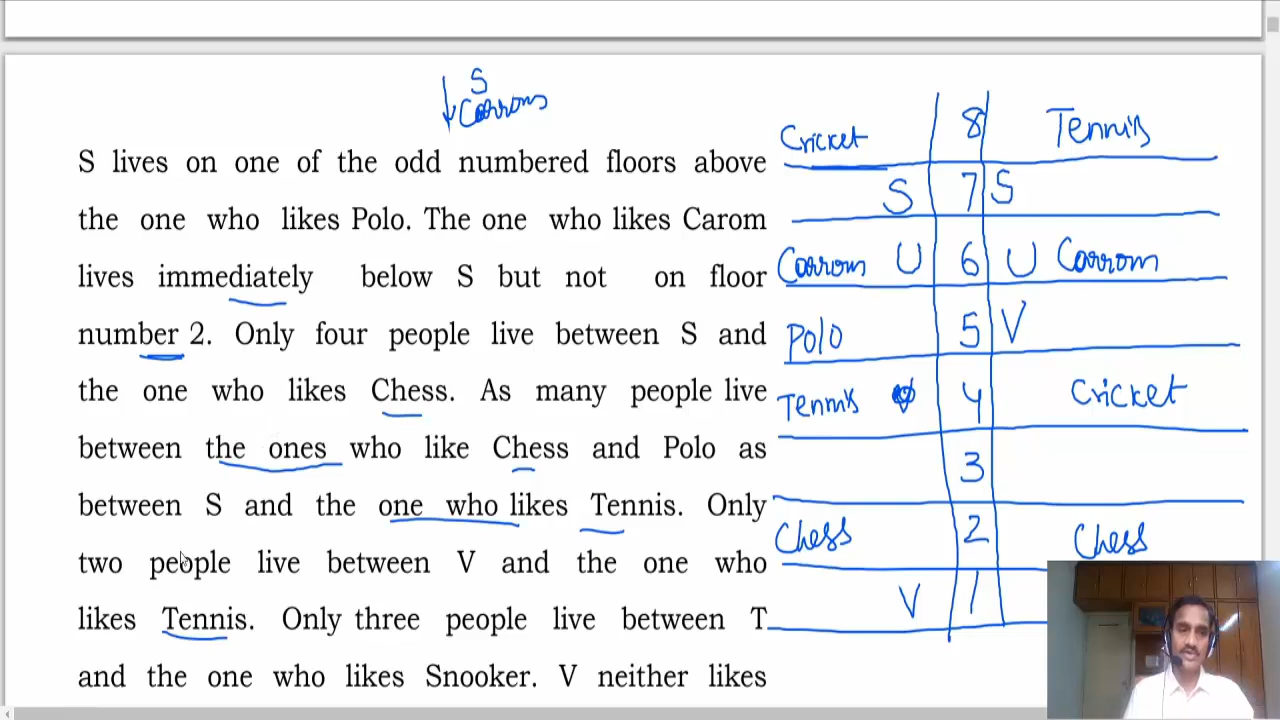 S
Carroms
S lives on one of the odd numbered floors above
the one who likes Polo. The one who likes Carom
lives immediately below S but not on floor
number 2. Only four people live between S and
the one who likes Chess. As many people live
between the ones who like Chess and Polo as
between S and the one who likes Tennis. Only
two people live between V and the one who
likes Tennis. Only three people live between T
and the one who likes Snooker. V neither likes
Cricket 8 Tennis
S 7 S
Carrom U 6 U Carrom
Polo 5 V
Tennis 4 Cricket
3
Chess 2 Chess
V 1